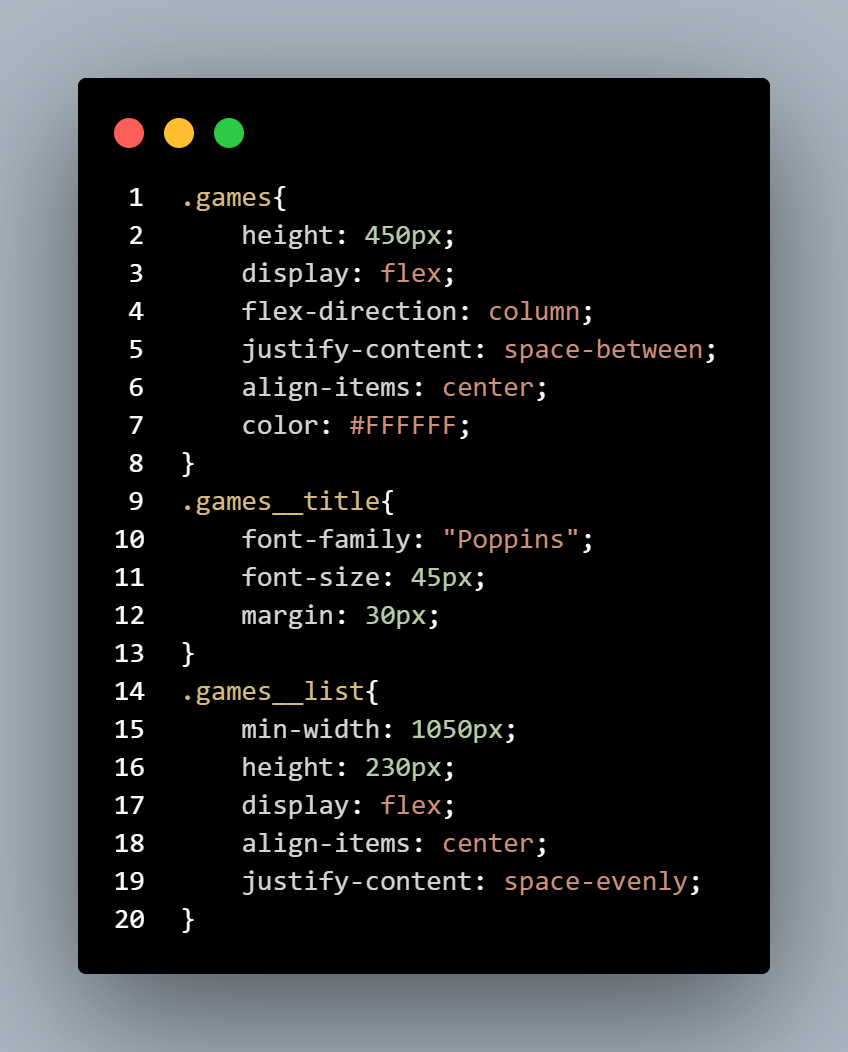 1 .games{
2     height: 450px;
3     display: flex;
4     flex-direction: column;
5     justify-content: space-between;
6     align-items: center;
7     color: #FFFFFF;
8 }
9 .games__title{
10     font-family: "Poppins";
11     font-size: 45px;
12     margin: 30px;
13 }
14 .games__list{
15     min-width: 1050px;
16     height: 230px;
17     display: flex;
18     align-items: center;
19     justify-content: space-evenly;
20 }